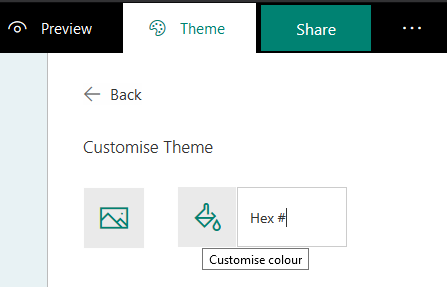 Preview Theme Share ...
Back
Customise Theme
Hex #
Customise colour